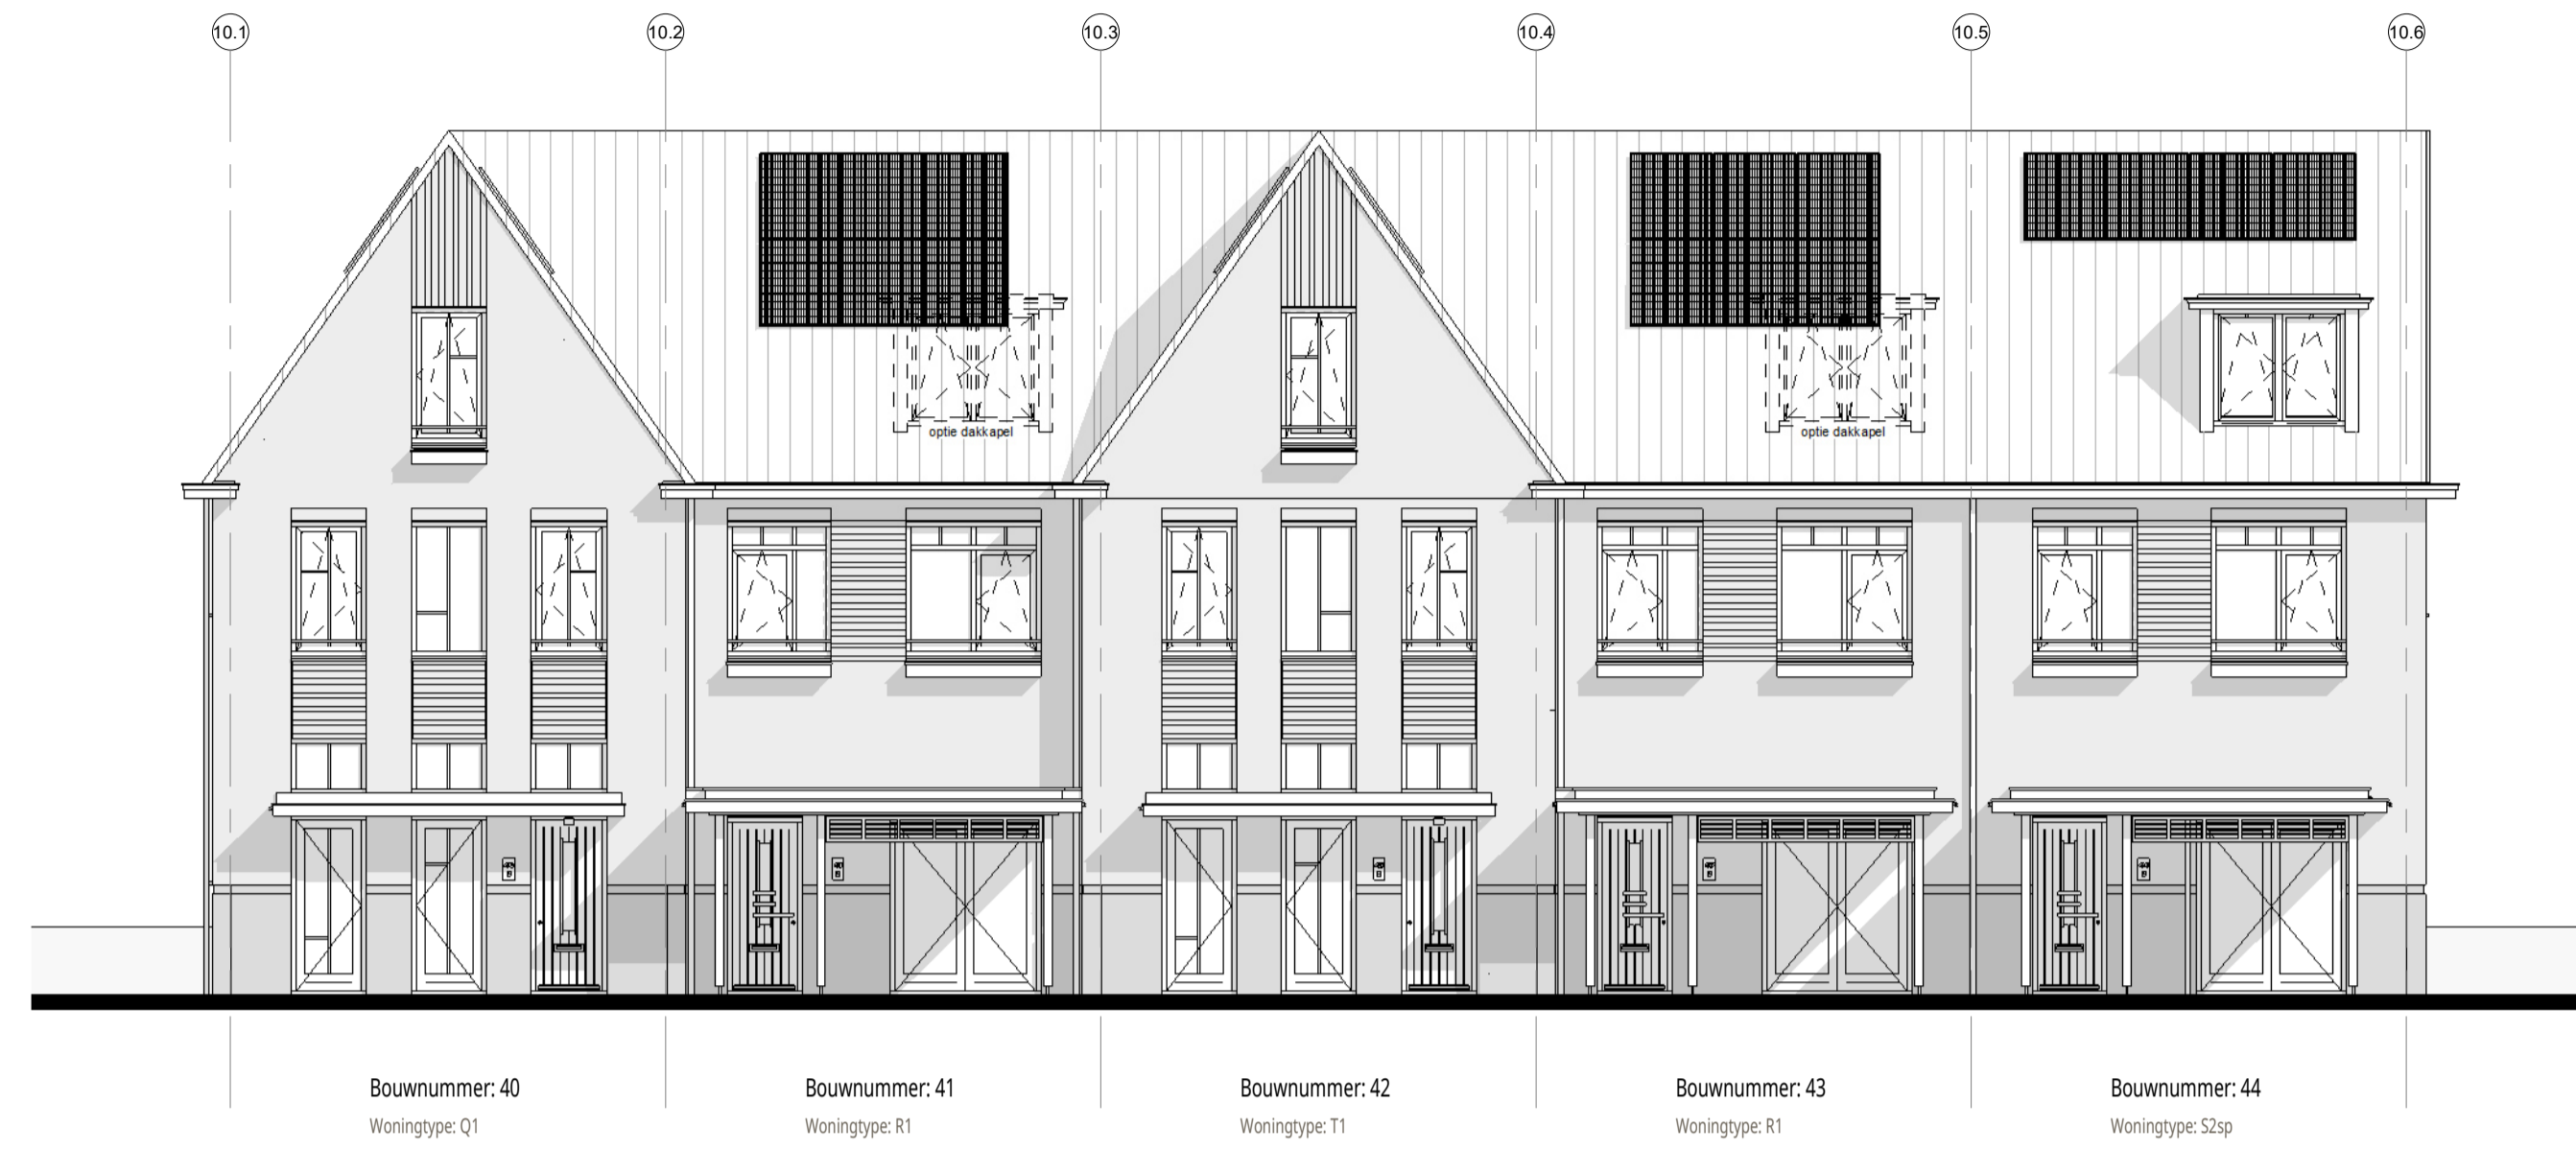 10.1 10.2 10.3 10.4 10.5 10.6
optie dakkapel optie dakkapel
Bouwnummer: 40 Bouwnummer: 41 Bouwnummer: 42 Bouwnummer: 43 Bouwnummer: 44
Woningtype: Q1 Woningtype: R1 Woningtype: T1 Woningtype: R1 Woningtype: S2sp